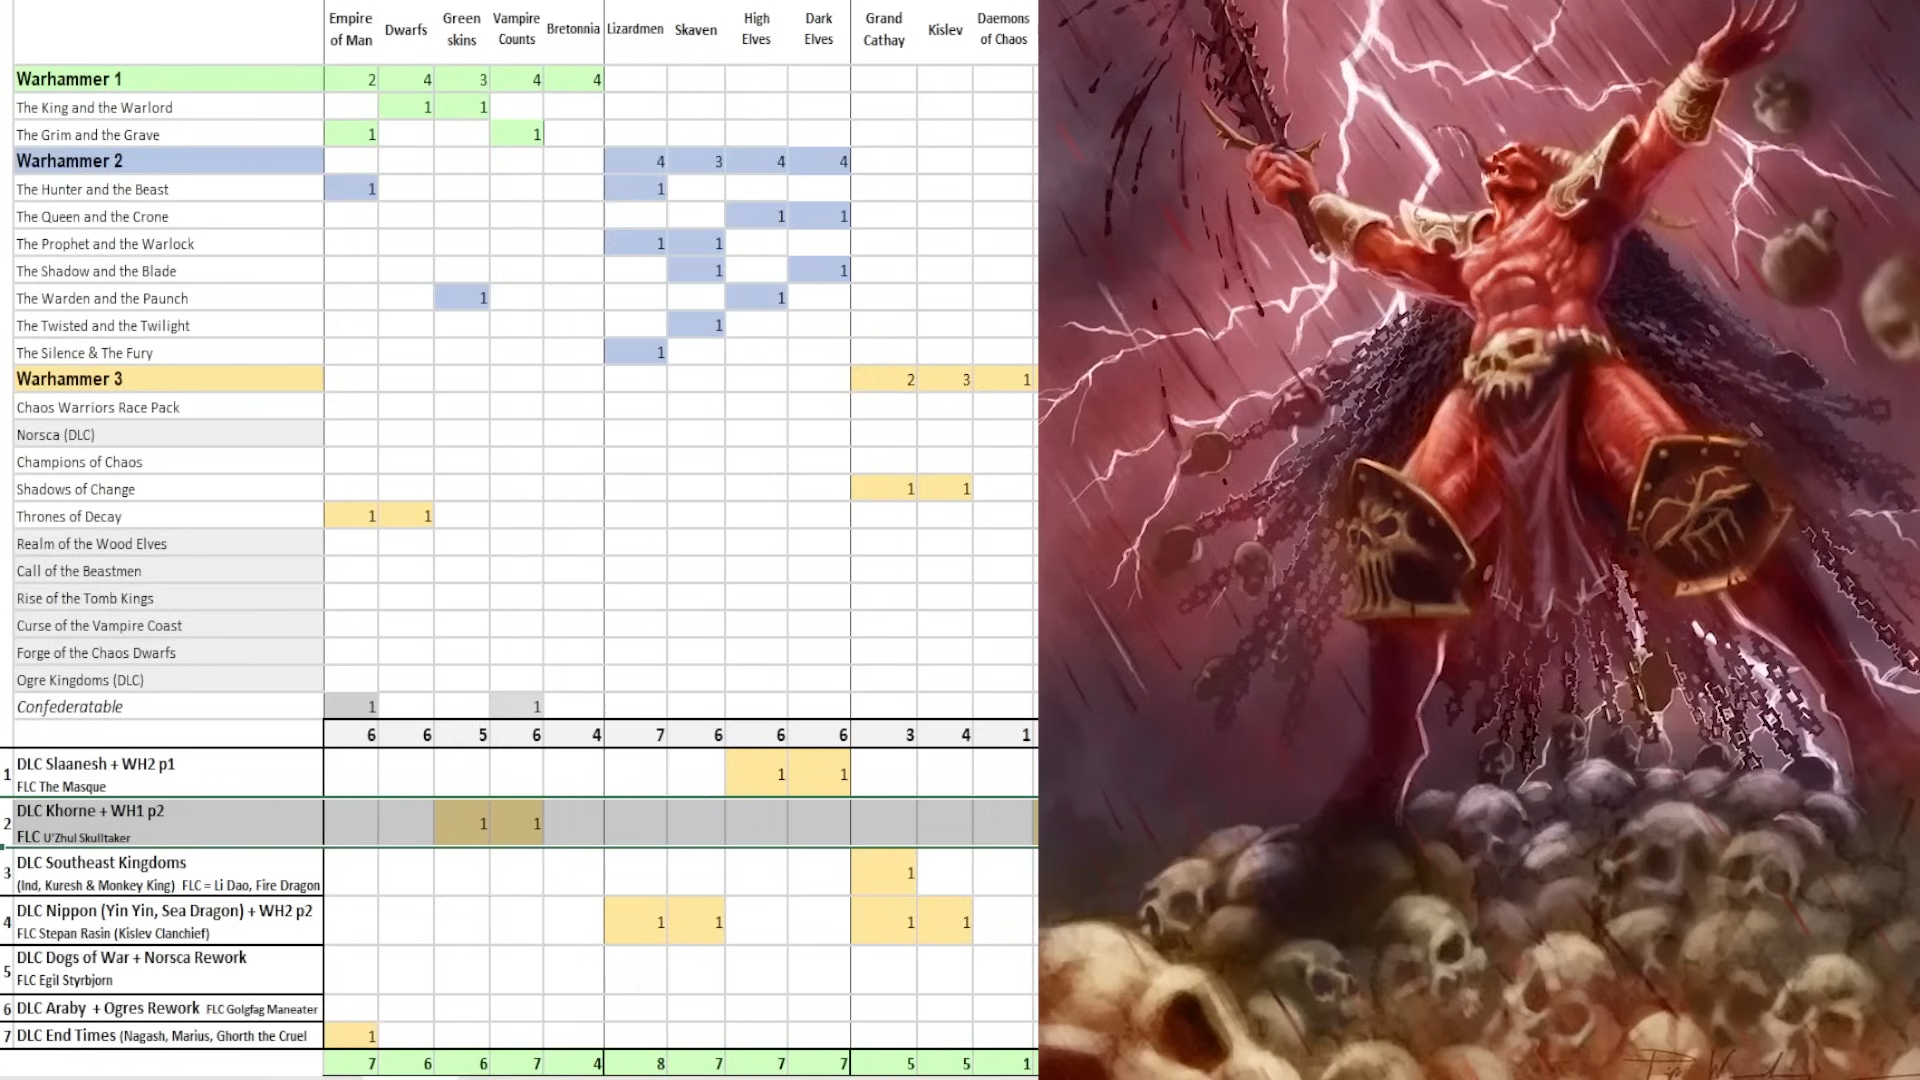 Empire of Man Dwarfs Green skins Vampire Counts Bretonnia Lizardmen Skaven High Elves Dark Elves Grand Cathay Kislev Daemons of Chaos
Warhammer 1 2 4 3 4 4
The King and the Warlord 1 1
The Grim and the Grave 1 1
Warhammer 2 4 3 4 4
The Hunter and the Beast 1 1
The Queen and the Crone 1 1
The Prophet and the Warlock 1 1
The Shadow and the Blade 1 1
The Warden and the Paunch 1 1
The Twisted and the Twilight 1
The Silence & The Fury 1
Warhammer 3 2 3 1
Chaos Warriors Race Pack
Norsca (DLC)
Champions of Chaos
Shadows of Change 1 1
Thrones of Decay 1 1
Realm of the Wood Elves
Call of the Beastmen
Rise of the Tomb Kings
Curse of the Vampire Coast
Forge of the Chaos Dwarfs
Ogre Kingdoms (DLC)
Confederatable 1 1
6 6 5 6 4 7 6 6 6 3 4 1
1 DLC Slaanesh + WH2 p1 1 1
FLC The Masque
2 DLC Khorne + WH1 p2 1 1
FLC U'Zhul Skulltaker
3 DLC Southeast Kingdoms 1
(Ind, Kuresh & Monkey King) FLC = Li Dao, Fire Dragon
4 DLC Nippon (Yin Yin, Sea Dragon) + WH2 p2 1 1 1 1
FLC Stepan Rasin (Kislev Clanchief)
5 DLC Dogs of War + Norsca Rework
FLC Egil Styrbjorn
6 DLC Araby + Ogres Rework FLC Golgfag Maneater
7 DLC End Times (Nagash, Marius, Ghorth the Cruel 1
7 6 6 7 4 8 7 7 7 5 5 1